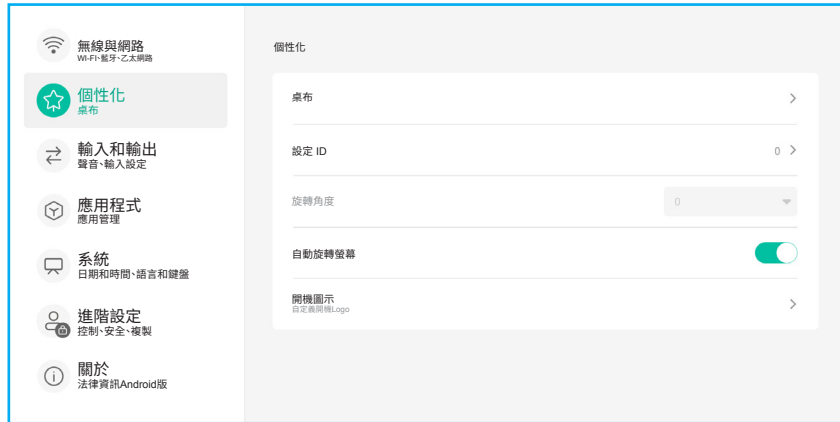 無線與網路
WI-FI、藍牙、乙太網路
個性化
桌布
輸入和輸出
聲音、輸入設定
應用程式
應用管理
系統
日期和時間、語言和鍵盤
進階設定
控制、安全、複製
關於
法律資訊Android版
個性化
桌布
設定 ID
0
旋轉角度
0
自動旋轉螢幕
開機圖示
自定義開機Logo